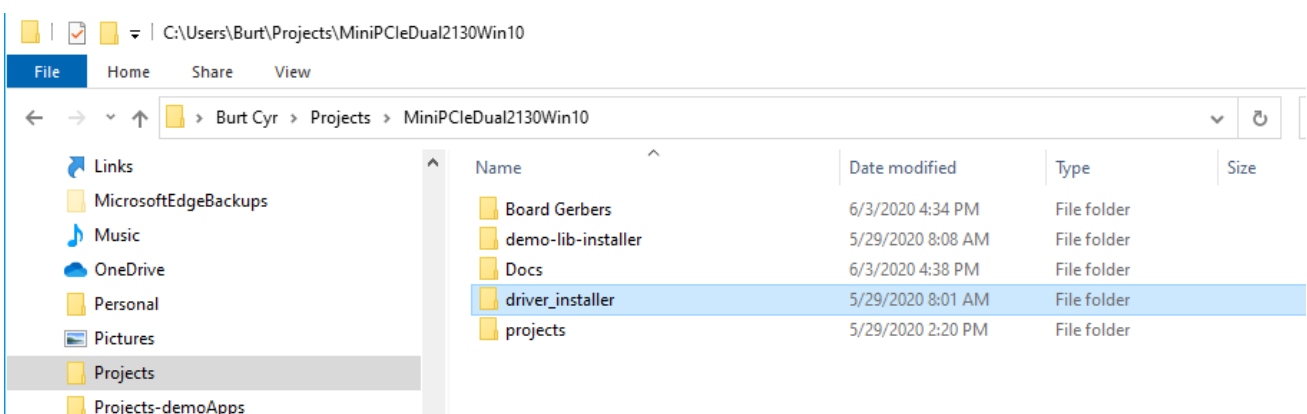 C:\Users\Burt\Projects\MiniPCIeDual2130Win10
File Home Share View
Burt Cyr > Projects > MiniPCIeDual2130Win10
Links
MicrosoftEdgeBackups
Music
OneDrive
Personal
Pictures
Projects
Projects-demoApps
Name Date modified Type Size
Board Gerbers 6/3/2020 4:34 PM File folder
demo-lib-installer 5/29/2020 8:08 AM File folder
Docs 6/3/2020 4:38 PM File folder
driver_installer 5/29/2020 8:01 AM File folder
projects 5/29/2020 2:20 PM File folder